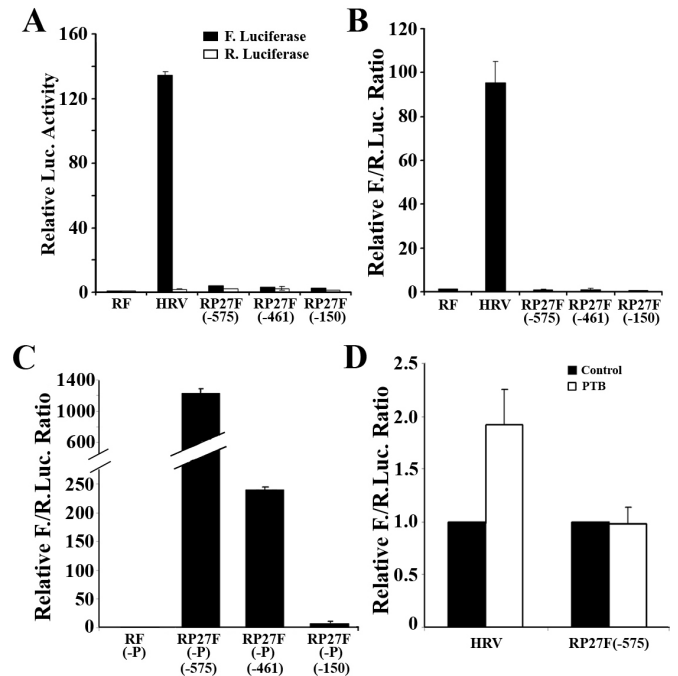 A
160
120
80
40
0
Relative Luc. Activity
F. Luciferase
R. Luciferase
RF HRV RP27F RP27F RP27F
(-575) (-461) (-150)
B
120
100
80
60
40
20
0
Relative F./R.Luc. Ratio
RF HRV RP27F RP27F RP27F
(-575) (-461) (-150)
C
1400
1000
600
250
200
150
100
50
0
Relative F./R.Luc. Ratio
RF RP27F RP27F RP27F
(-P) (-P) (-P) (-P)
(-575) (-461) (-150)
D
2.5
2.0
1.5
1.0
0.5
0
Relative F./R.Luc. Ratio
Control
PTB
HRV RP27F(-575)